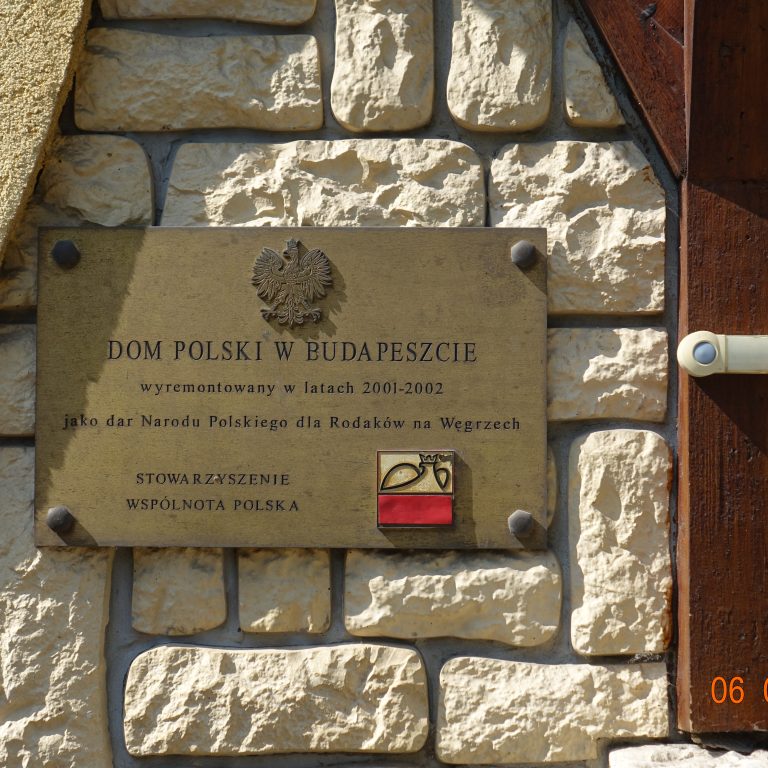 DOM POLSKI W BUDAPESZCIE
wyremontowany w latach 2001-2002
jako dar Narodu Polskiego dla Rodaków na Węgrzech
STOWARZYSZENIE
WSPÓLNOTA POLSKA
06